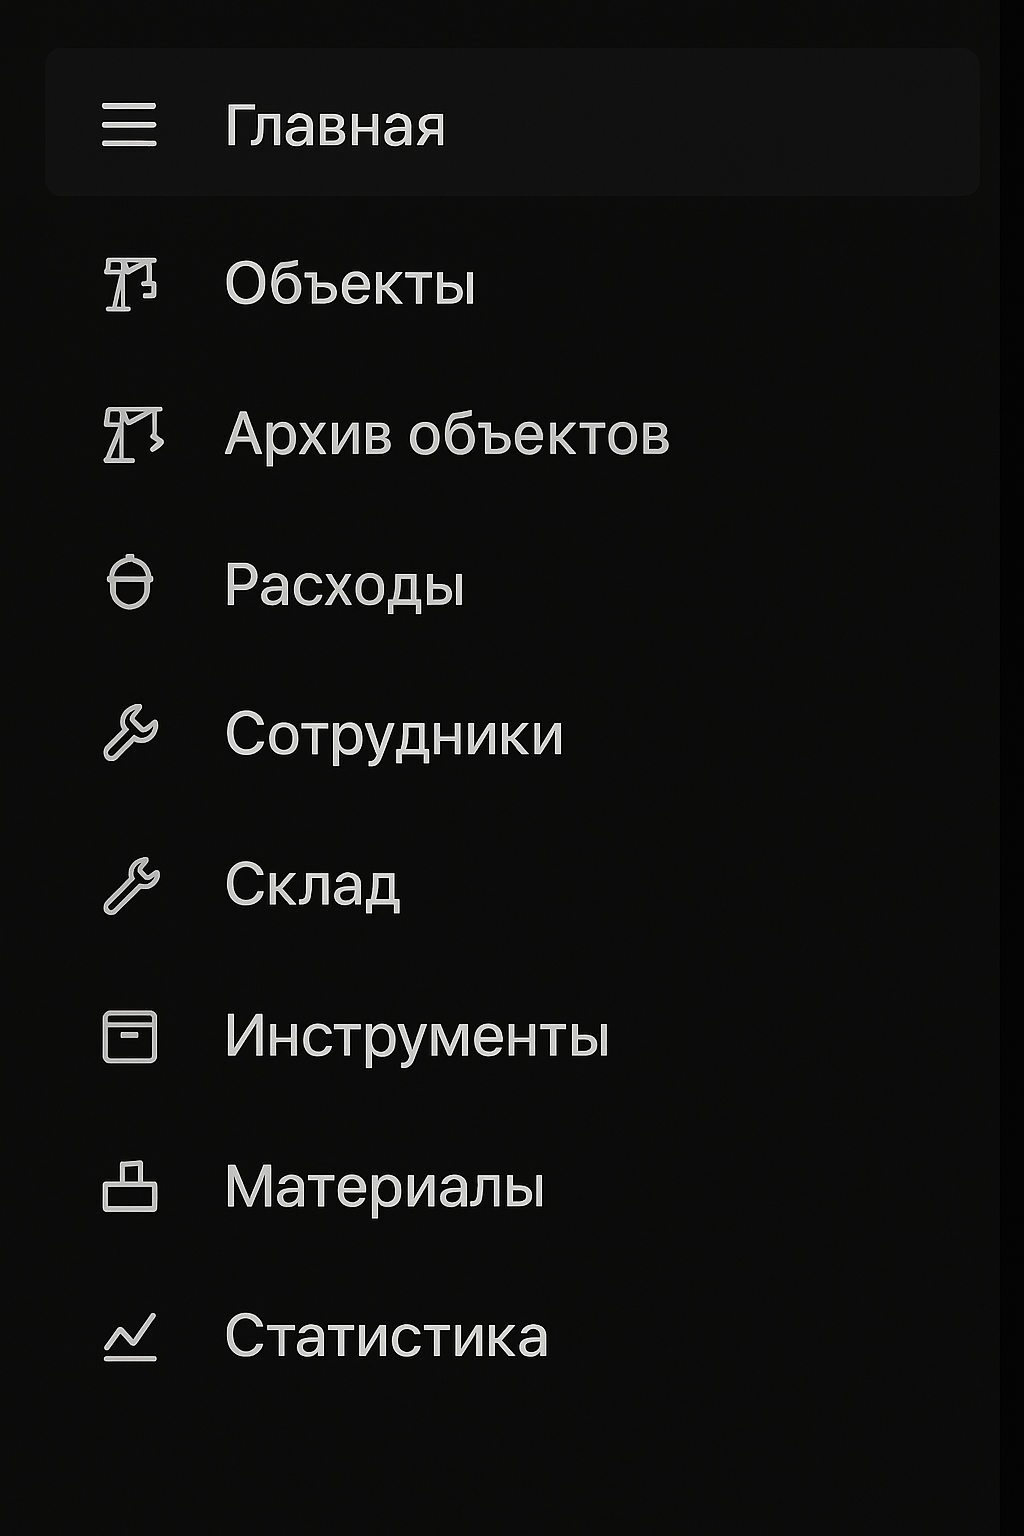 Главная
Объекты
Архив объектов
Расходы
Сотрудники
Склад
Инструменты
Материалы
Статистика